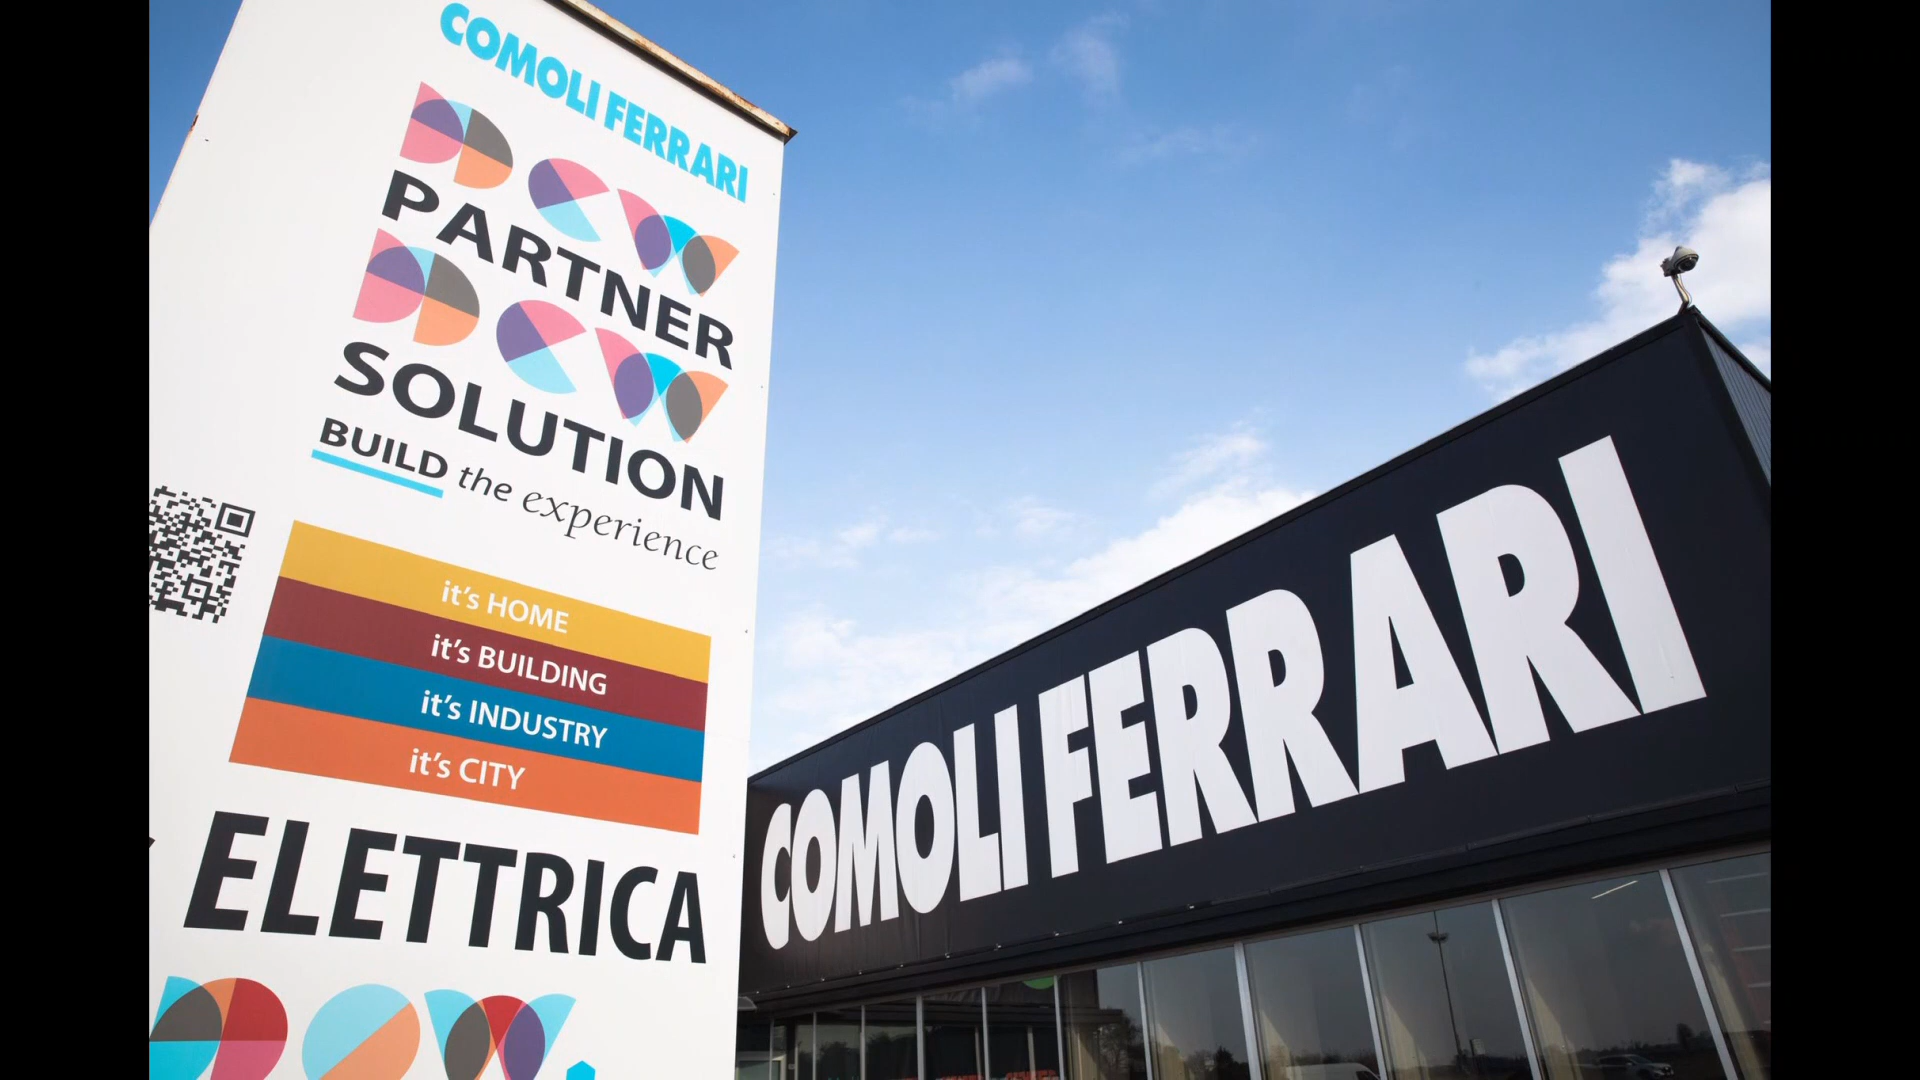 COMOLI FERRARI
PARTNER
SOLUTION
BUILD the experience
it's HOME
it's BUILDING
it's INDUSTRY
it's CITY
ELETTRICA
COMOLI FERRARI